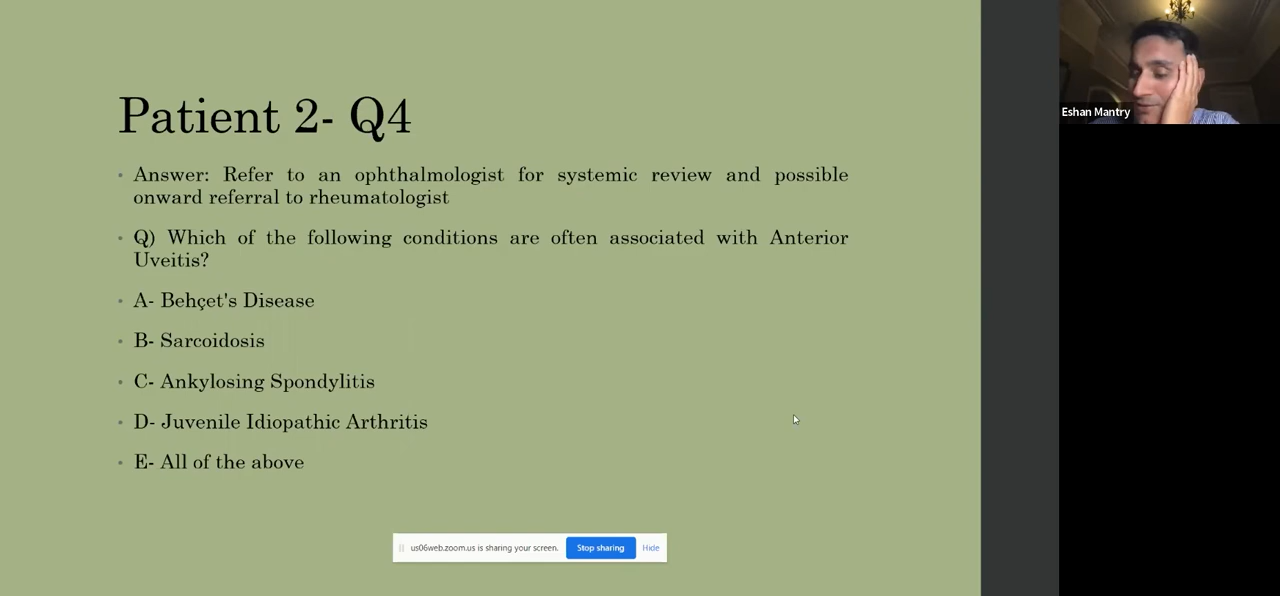 Patient 2- Q4
• Answer: Refer to an ophthalmologist for systemic review and possible
onward referral to rheumatologist
• Q) Which of the following conditions are often associated with Anterior
Uveitis?
• A- Behçet's Disease
• B- Sarcoidosis
• C- Ankylosing Spondylitis
• D- Juvenile Idiopathic Arthritis
• E- All of the above
us06web.zoom.us is sharing your screen. Stop sharing Hide
Eshan Mantry